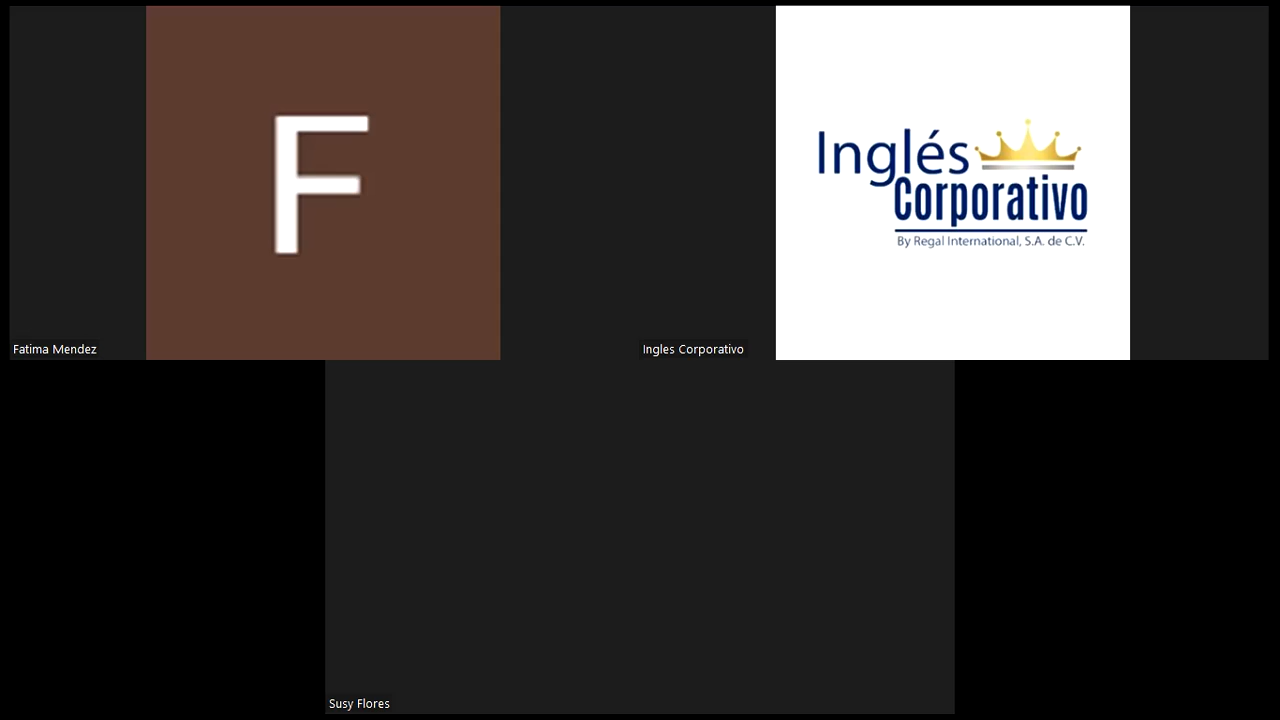 F
Inglés
Corporativo
By Regal International, S.A. de C.V.
Fatima Mendez
Ingles Corporativo
Susy Flores